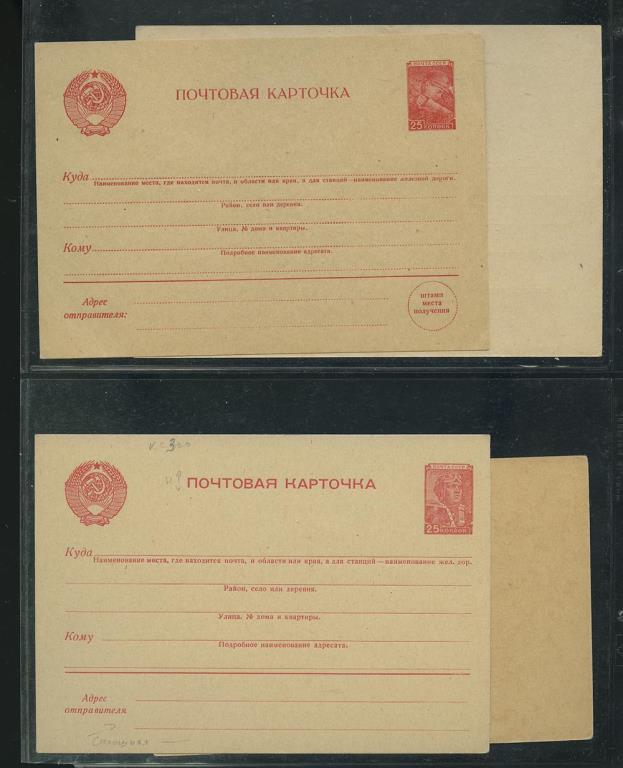 ПОЧТА СССР
ПОЧТОВАЯ КАРТОЧКА
25 КОПЕЕК
Куда
Наименование места, где находится почта, и области или края, а для станций—наименование железной дороги.
Район, село или деревня.
Улица, № дома и квартиры.
Кому
Подробное наименование адресата.
Адрес
отправителя:
ШТАМП
МЕСТА
ПОЛУЧЕНИЯ
ПОЧТА СССР
ПОЧТОВАЯ КАРТОЧКА
25 КОПЕЕК
Куда
Наименование места, где находится почта, и области или края, а для станций—наименование жел. дор.
Район, село или деревня.
Улица, № дома и квартиры.
Кому
Подробное наименование адресата:
Адрес
отправителя